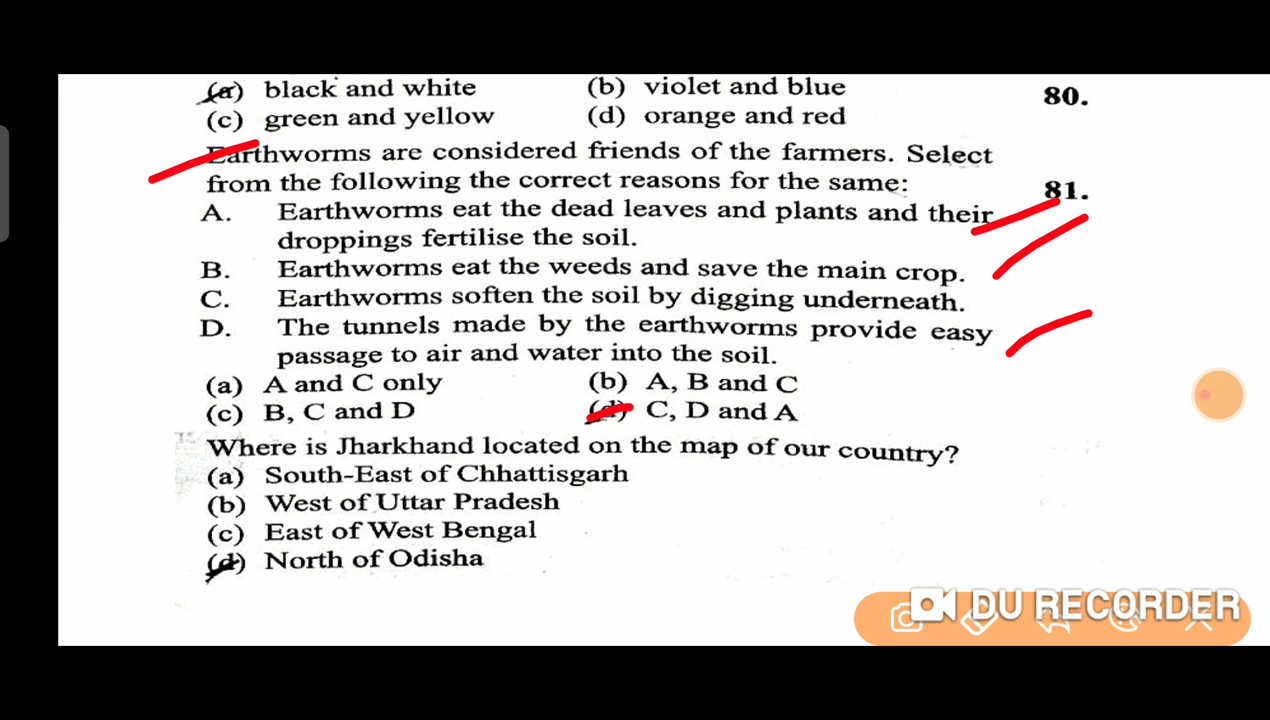 (a) black and white (b) violet and blue
(c) green and yellow (d) orange and red
Earthworms are considered friends of the farmers. Select
from the following the correct reasons for the same:
A. Earthworms eat the dead leaves and plants and their
droppings fertilise the soil.
B. Earthworms eat the weeds and save the main crop.
C. Earthworms soften the soil by digging underneath.
D. The tunnels made by the earthworms provide easy
passage to air and water into the soil.
(a) A and C only (b) A, B and C
(c) B, C and D (d) C, D and A
Where is Jharkhand located on the map of our country?
(a) South-East of Chhattisgarh
(b) West of Uttar Pradesh
(c) East of West Bengal
(d) North of Odisha
80.
81.
DU RECORDER